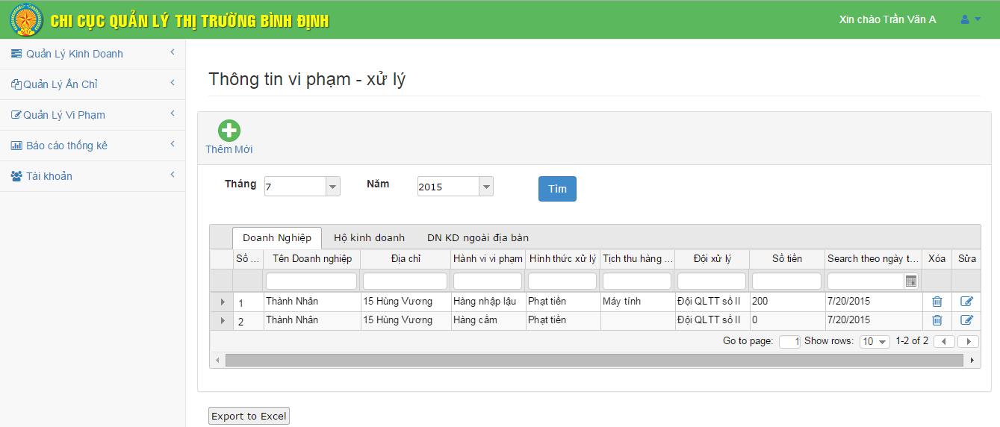 CHI CỤC QUẢN LÝ THỊ TRƯỜNG BÌNH ĐỊNH
Xin chào Trần Văn A
Quản Lý Kinh Doanh
Quản Lý Ấn Chỉ
Quản Lý Vi Phạm
Báo cáo thống kê
Tài khoản
Thông tin vi phạm - xử lý
Thêm Mới
Tháng 7 Năm 2015 Tìm
Doanh Nghiệp Hộ kinh doanh DN KD ngoài địa bàn
Số ... Tên Doanh nghiệp Địa chỉ Hành vi vi phạm Hình thức xử lý Tịch thu hàng ... Đội xử lý Số tiền Search theo ngày t... Xóa Sửa
1 Thành Nhân 15 Hùng Vương Hàng nhập lậu Phạt tiền Máy tính Đội QLTT số II 200 7/20/2015
2 Thành Nhân 15 Hùng Vương Hàng cấm Phạt tiền Đội QLTT số II 0 7/20/2015
Go to page: 1 Show rows: 10 1-2 of 2
Export to Excel